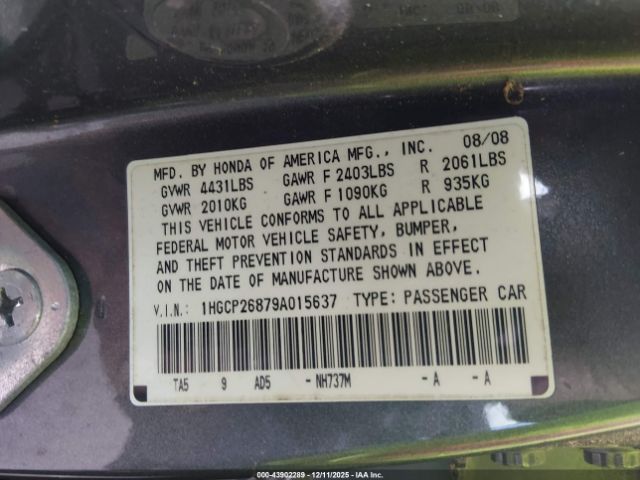 MFD. BY HONDA OF AMERICA MFG., INC. 08/08
GVWR 4431LBS GAWR F 2403LBS R 2061LBS
GVWR 2010KG GAWR F 1090KG R 935KG
THIS VEHICLE CONFORMS TO ALL APPLICABLE
FEDERAL MOTOR VEHICLE SAFETY, BUMPER,
AND THEFT PREVENTION STANDARDS IN EFFECT
ON THE DATE OF MANUFACTURE SHOWN ABOVE.
V.I.N.: 1HGCP26879A015637 TYPE: PASSENGER CAR
TA5 9 AD5 -NH737M -A -A
000-43902289 - 12/11/2025 - IAA Inc.